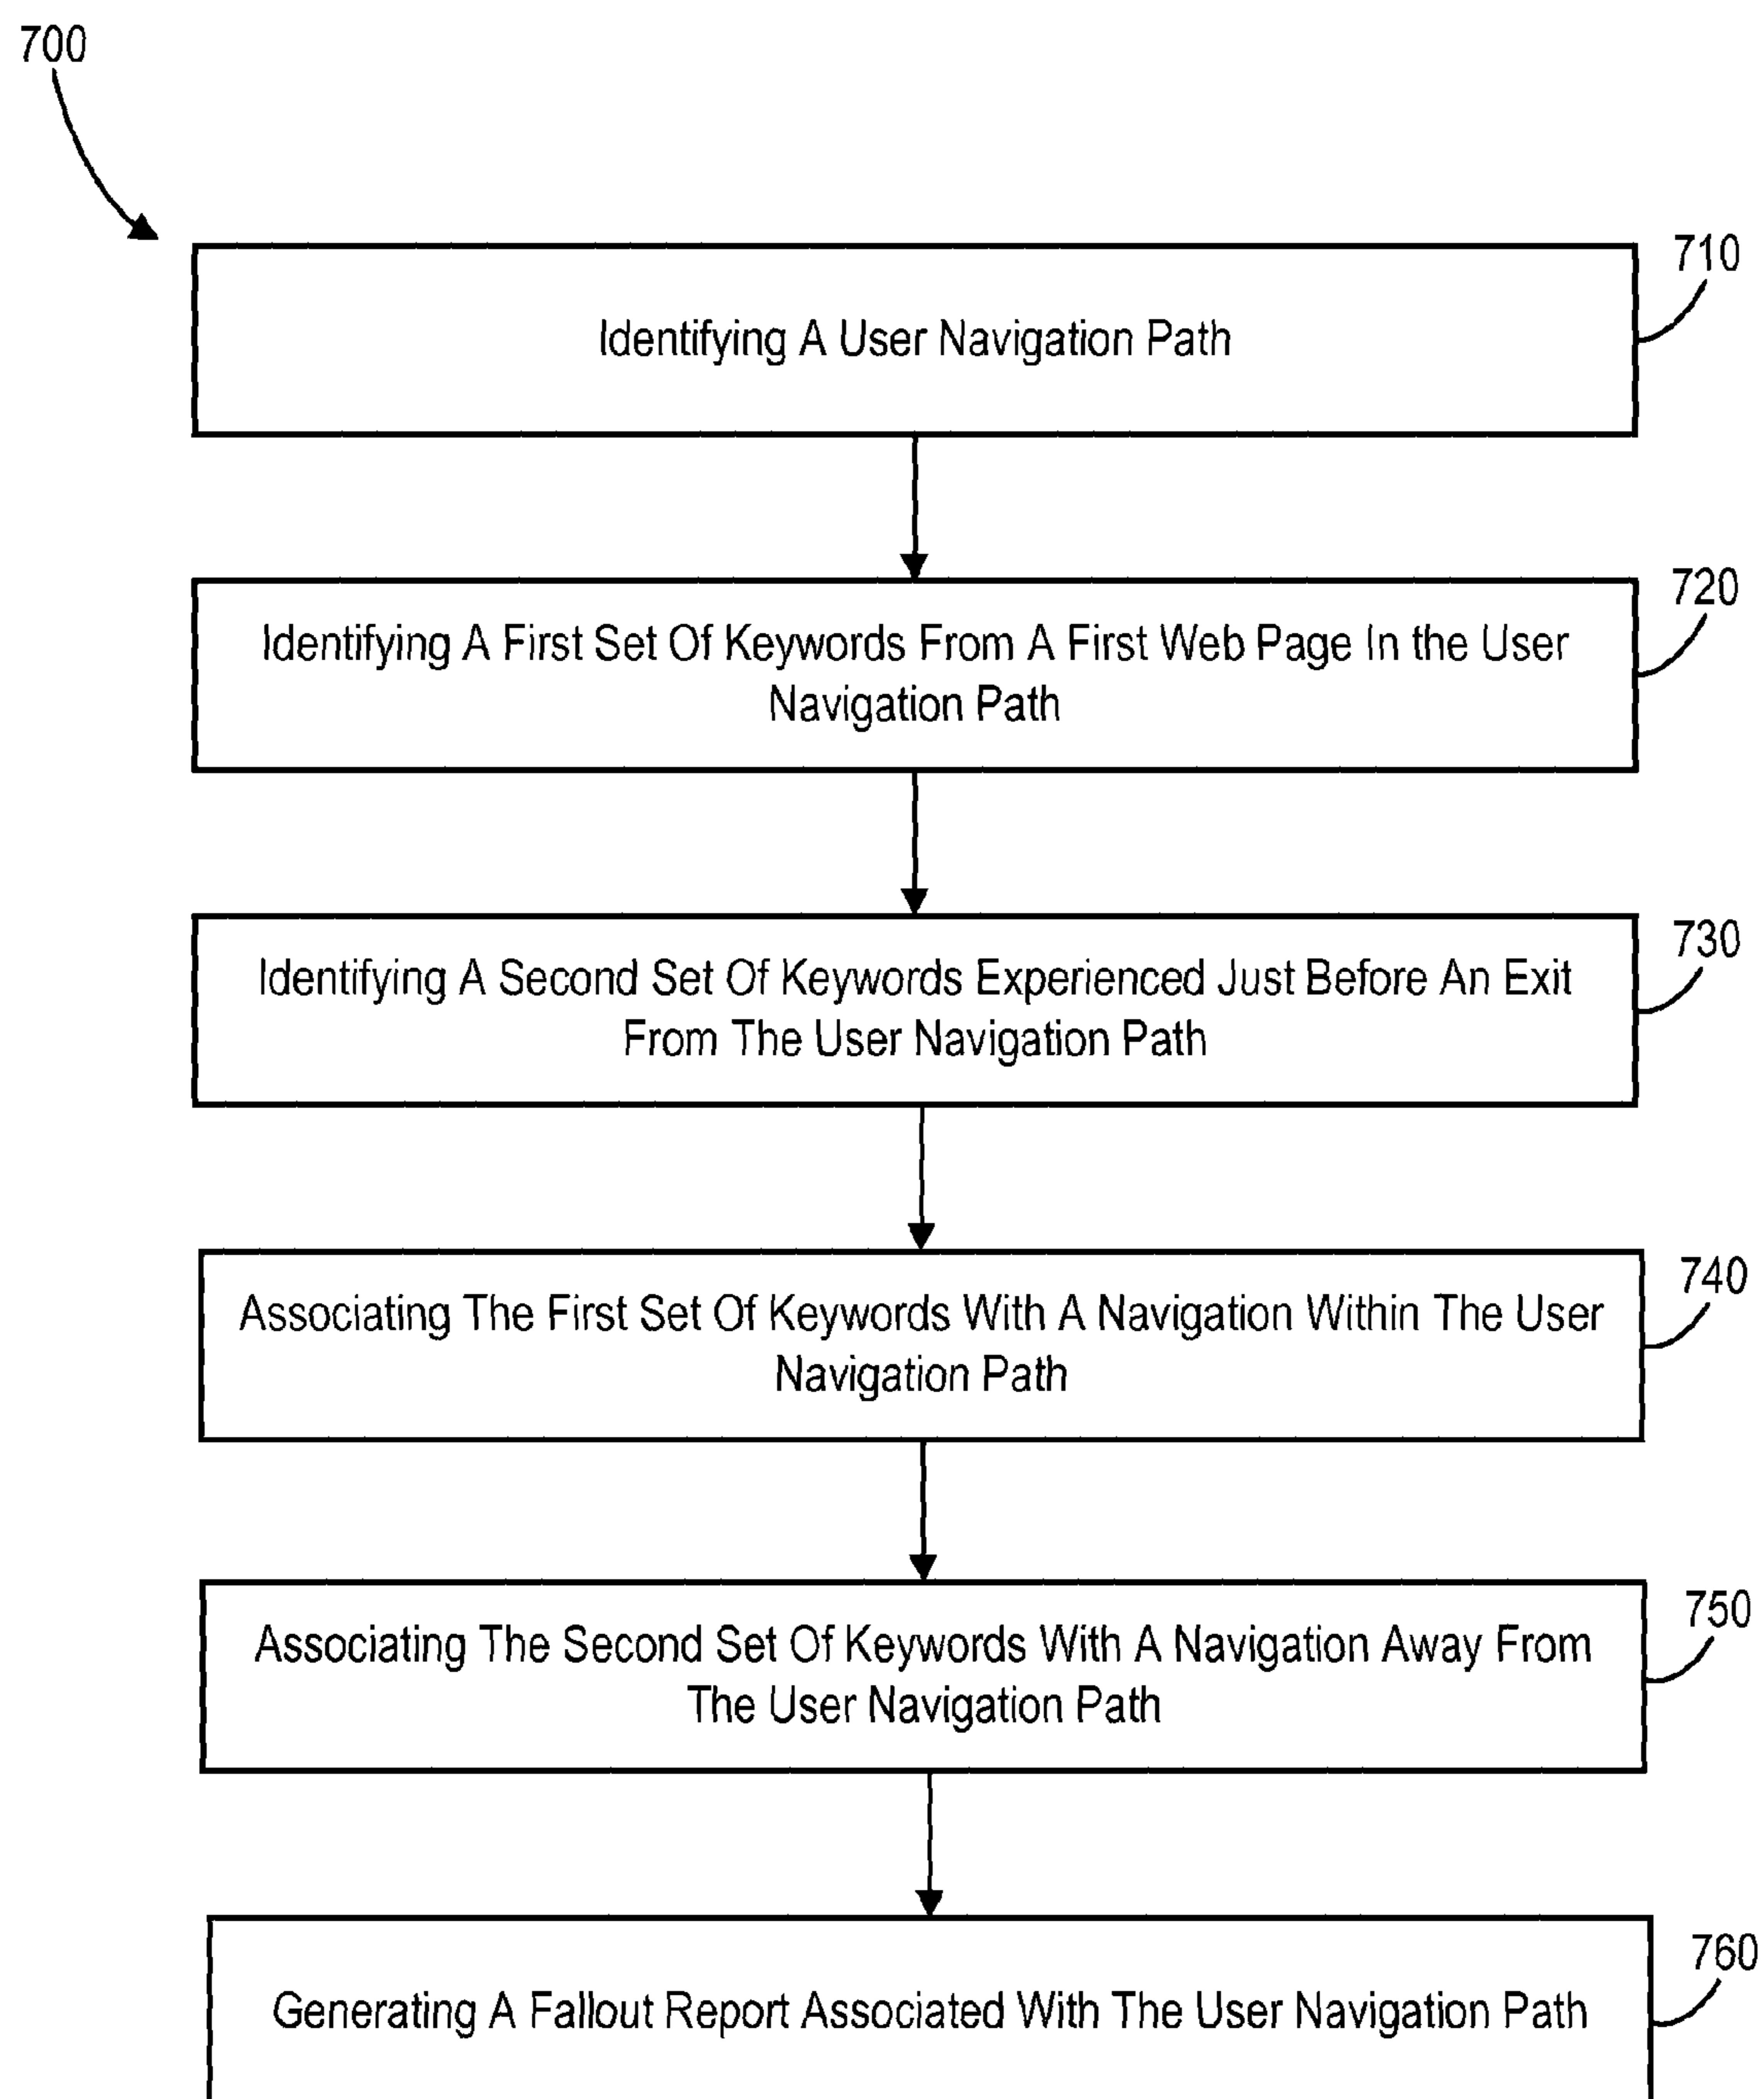 700
710
Identifying A User Navigation Path
720
Identifying A First Set Of Keywords From A First Web Page In the User
Navigation Path
730
Identifying A Second Set Of Keywords Experienced Just Before An Exit
From The User Navigation Path
740
Associating The First Set Of Keywords With A Navigation Within The User
Navigation Path
750
Associating The Second Set Of Keywords With A Navigation Away From
The User Navigation Path
760
Generating A Fallout Report Associated With The User Navigation Path